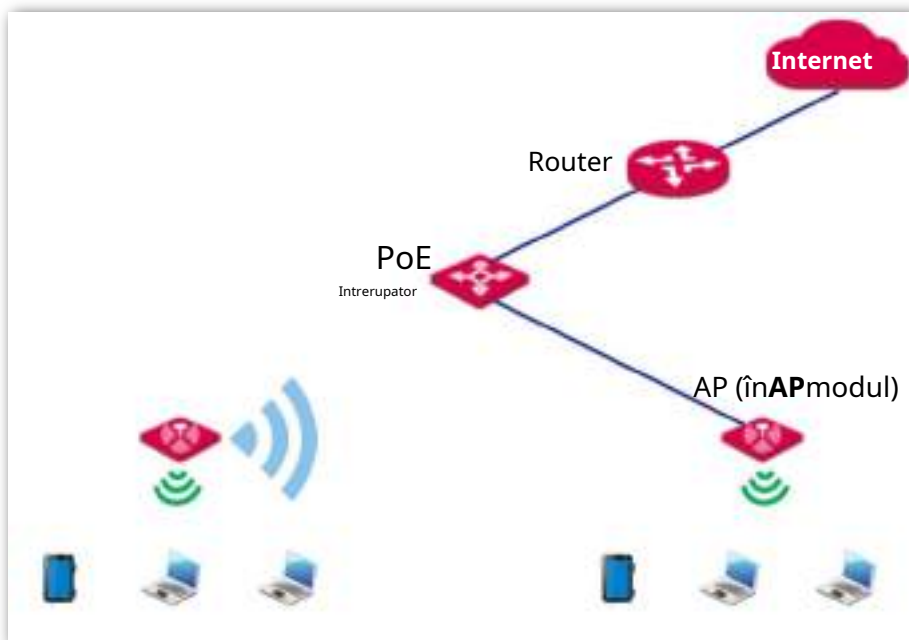 Internet
Router
PoE
Intrerupator
AP (înAPmodul)